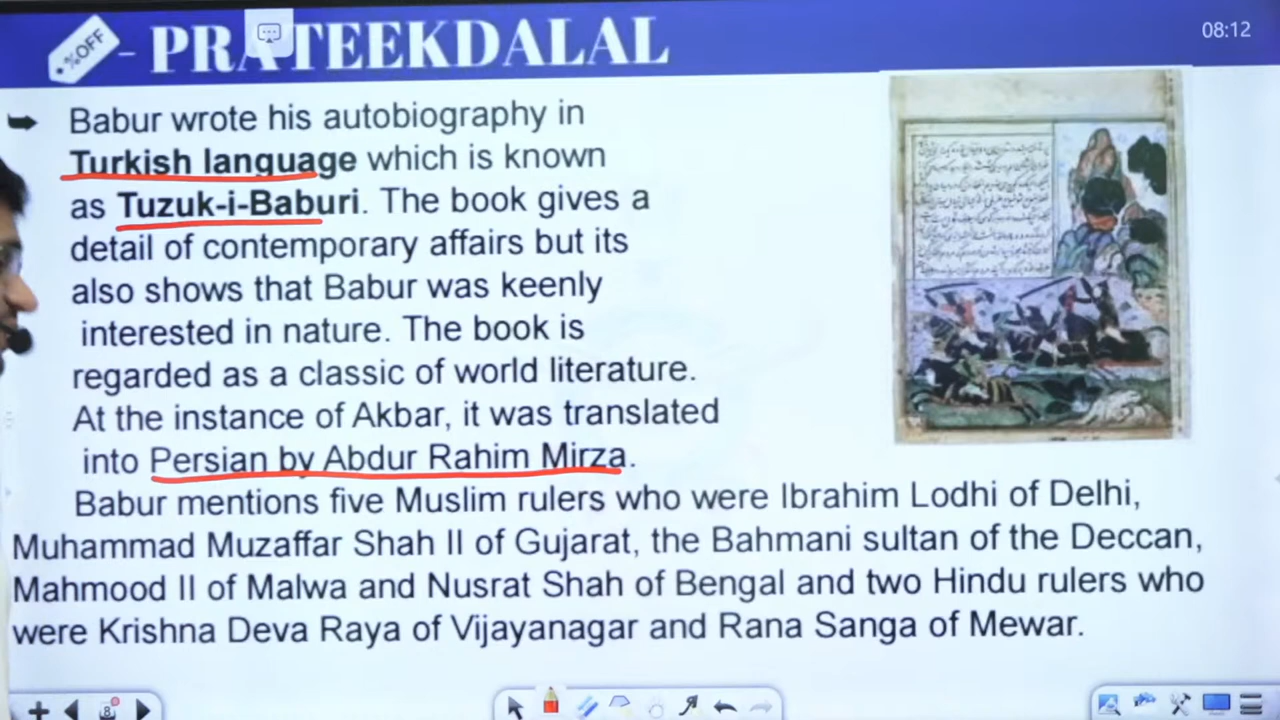 %OFF - PRATEEKDALAL
08:12
Babur wrote his autobiography in
Turkish language which is known
as Tuzuk-i-Baburi. The book gives a
detail of contemporary affairs but its
also shows that Babur was keenly
interested in nature. The book is
regarded as a classic of world literature.
At the instance of Akbar, it was translated
into Persian by Abdur Rahim Mirza.
Babur mentions five Muslim rulers who were Ibrahim Lodhi of Delhi,
Muhammad Muzaffar Shah II of Gujarat, the Bahmani sultan of the Deccan,
Mahmood II of Malwa and Nusrat Shah of Bengal and two Hindu rulers who
were Krishna Deva Raya of Vijayanagar and Rana Sanga of Mewar.
8